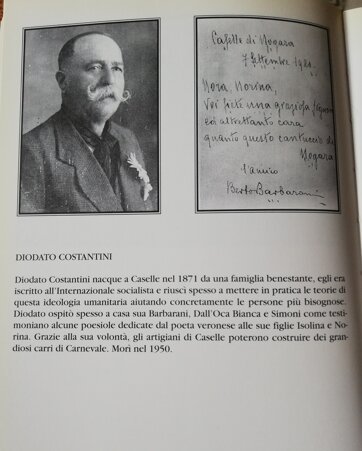 Caselle di Nogara
7 Settembre 1920.
Nora, Norina,
voi siete una graziosa
ed altrettanto cara
quanto questo cantuccio di
Nogara
l'amico
Berto Barbarani
DIODATO COSTANTINI
Diodato Costantini nacque a Caselle nel 1871 da una famiglia benestante, egli era
iscritto all'Internazionale socialista e riuscì spesso a mettere in pratica le teorie di
questa ideologia umanitaria aiutando concretamente le persone più bisognose.
Diodato ospitò spesso a casa sua Barbarani, Dall'Oca Bianca e Simoni come testi-
moniano alcune poesiole dedicate dal poeta veronese alle sue figlie Isolina e No-
rina. Grazie alla sua volontà, gli artigiani di Caselle poterono costruire dei gran-
diosi carri di Carnevale. Morì nel 1950.